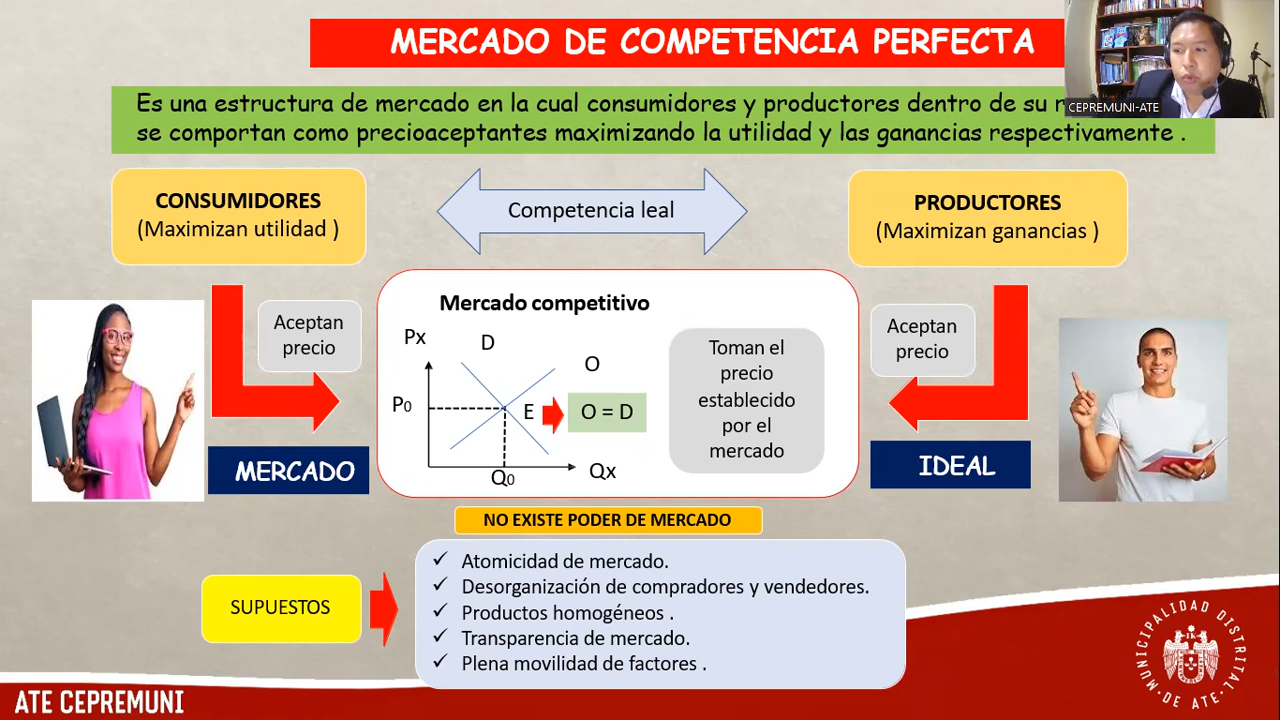 MERCADO DE COMPETENCIA PERFECTA
CEPREMUNI-ATE
Es una estructura de mercado en la cual consumidores y productores dentro de su
se comportan como precioaceptantes maximizando la utilidad y las ganancias respectivamente .
CONSUMIDORES
(Maximizan utilidad )
Competencia leal
PRODUCTORES
(Maximizan ganancias )
Aceptan
precio
Mercado competitivo
Px
D
O
P0
E
O = D
Q0
Qx
Toman el
precio
establecido
por el
mercado
Aceptan
precio
MERCADO
IDEAL
NO EXISTE PODER DE MERCADO
SUPUESTOS
✓ Atomicidad de mercado.
✓ Desorganización de compradores y vendedores.
✓ Productos homogéneos .
✓ Transparencia de mercado.
✓ Plena movilidad de factores .
ATE CEPREMUNI
MUNICIPALIDAD DISTRITAL
DE ATE